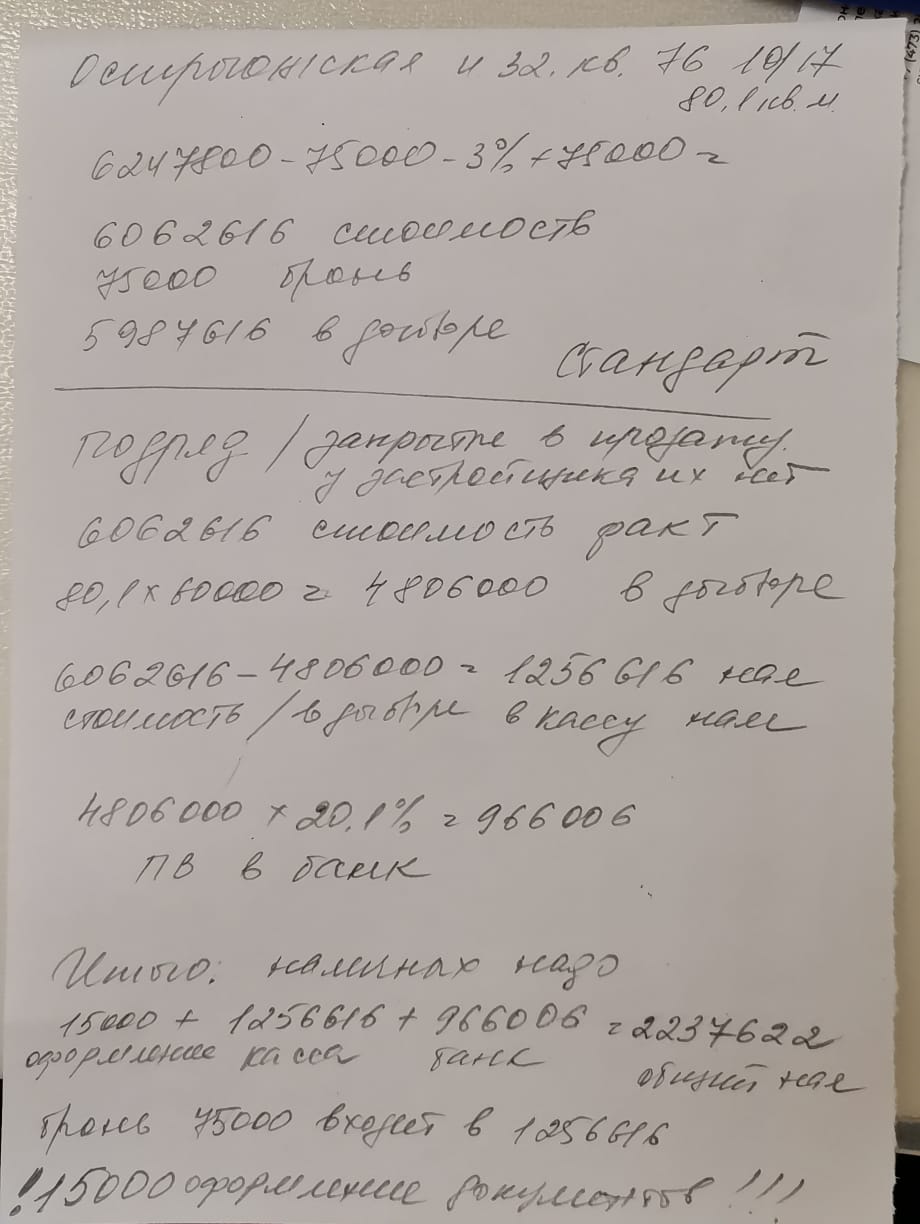 Острогожская и 32. кв. 76 10/17
80,1 кв.м.
6247800 - 75000 - 3% + 75000 =
6062616 стоимость
75000 бронь
5987616 в договоре
Стандарт
подряд / закрытые в продажу.
у застройщика их нет
6062616 стоимость факт
80,1 х 60000 = 4806000 в договоре
6062616 - 4806000 = 1256616 нал
стоимость / в договоре в кассу нам
4806000 х 20.1% = 966006
ПВ в банк
Итого: наличных надо
15000 + 1256616 + 966006 = 2237622
оформление касса банк
общий нал
бронь 75000 входит в 1256616
!15000 оформление документов !!!